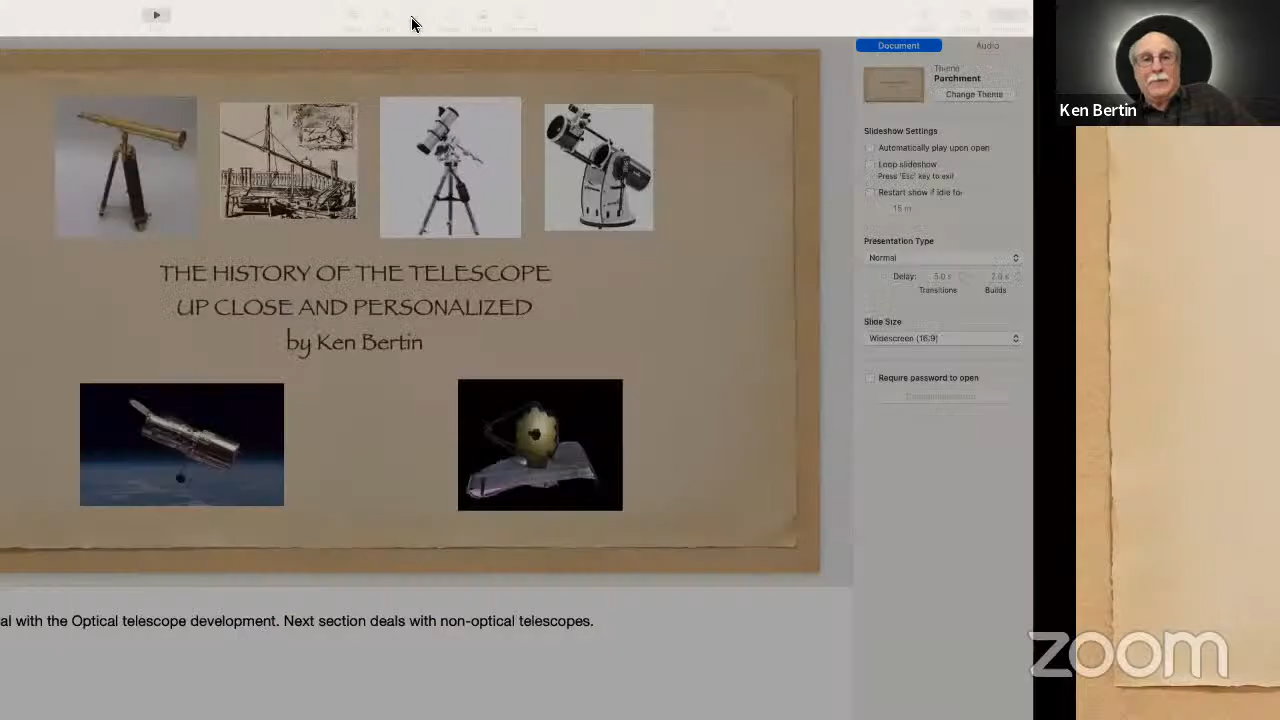 Document
Audio
Theme
Parchment
Change Theme
Ken Bertin
Slideshow Settings
Automatically play upon open
Loop slideshow
Press 'Esc' key to exit
Restart show if idle for
15 m
THE HISTORY OF THE TELESCOPE
UP CLOSE AND PERSONALIZED
by Ken Bertin
Presentation Type
Normal
Delay:
Transitions
Builds
Slide Size
Widescreen (16:9)
Require password to open
al with the Optical telescope development. Next section deals with non-optical telescopes.
zoom